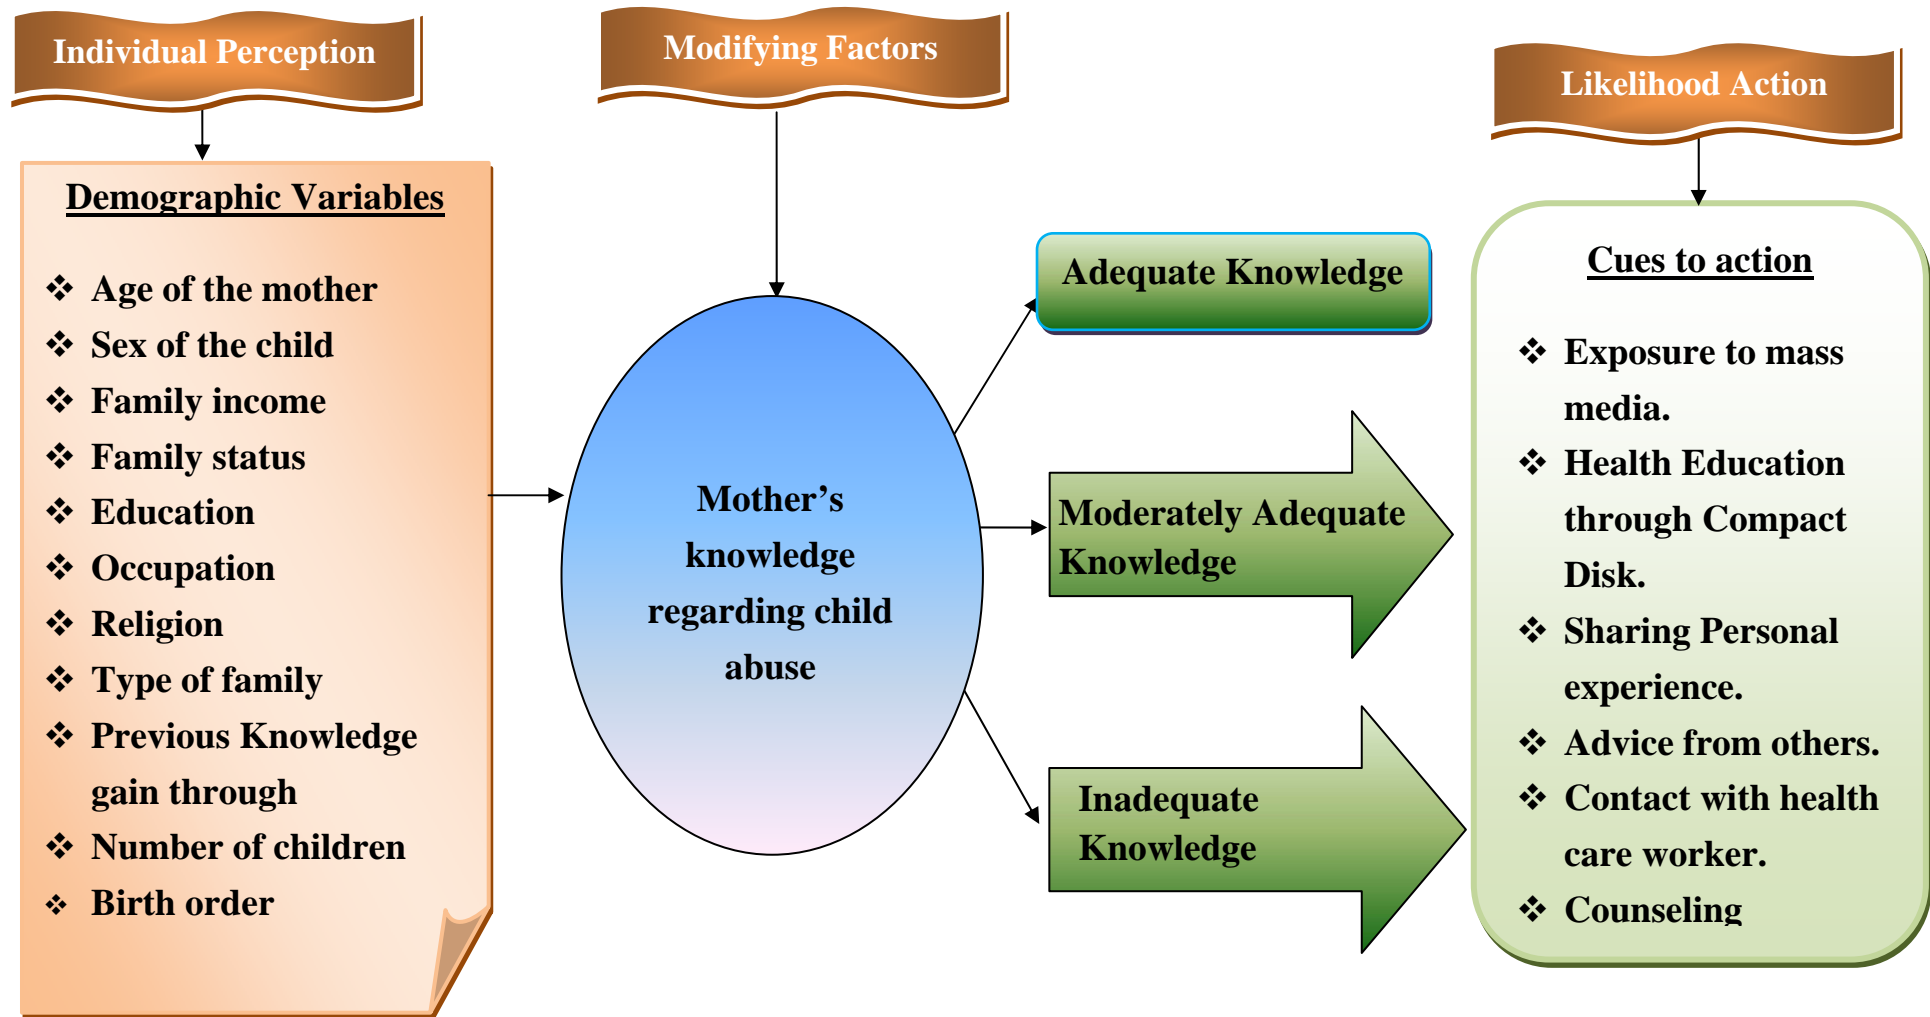 Individual Perception
Modifying Factors
Likelihood Action
Demographic Variables
❖ Age of the mother
❖ Sex of the child
❖ Family income
❖ Family status
❖ Education
❖ Occupation
❖ Religion
❖ Type of family
❖ Previous Knowledge
gain through
❖ Number of children
❖ Birth order
Mother’s
knowledge
regarding child
abuse
Adequate Knowledge
Moderately Adequate
Knowledge
Inadequate
Knowledge
Cues to action
❖ Exposure to mass
media.
❖ Health Education
through Compact
Disk.
❖ Sharing Personal
experience.
❖ Advice from others.
❖ Contact with health
care worker.
❖ Counseling